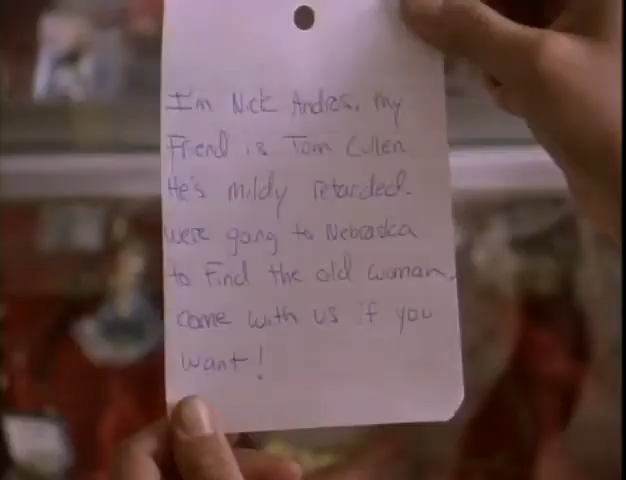 I'm Nick Andros, my
Friend is Tom Cullen
He's mildly retarded.
were going to Nebraska
to Find the old woman.
come with us if you
want!